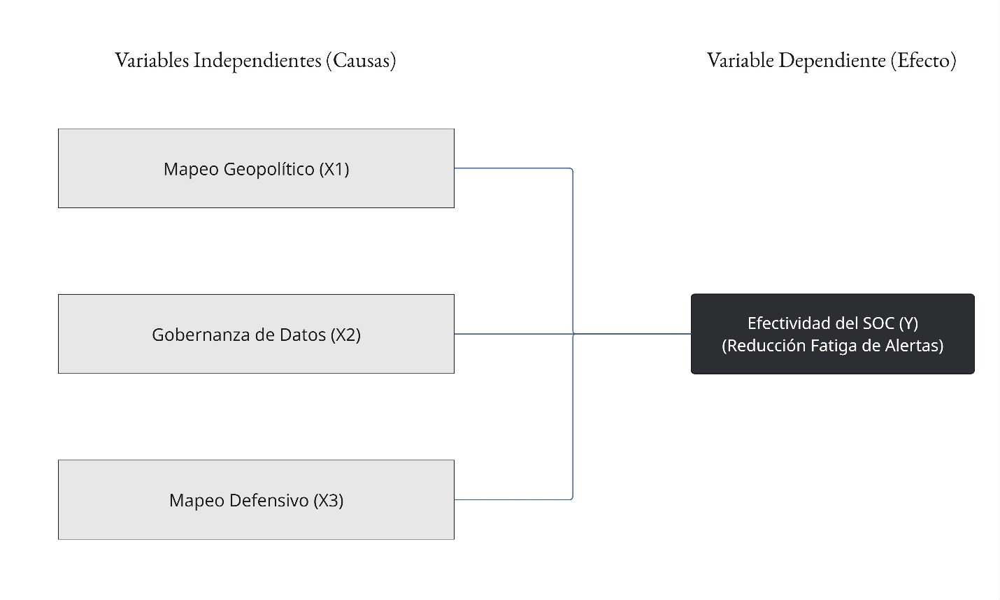 Variables Independientes (Causas)
Variable Dependiente (Efecto)
Mapeo Geopolítico (X1)
Gobernanza de Datos (X2)
Efectividad del SOC (Y)
(Reducción Fatiga de Alertas)
Mapeo Defensivo (X3)